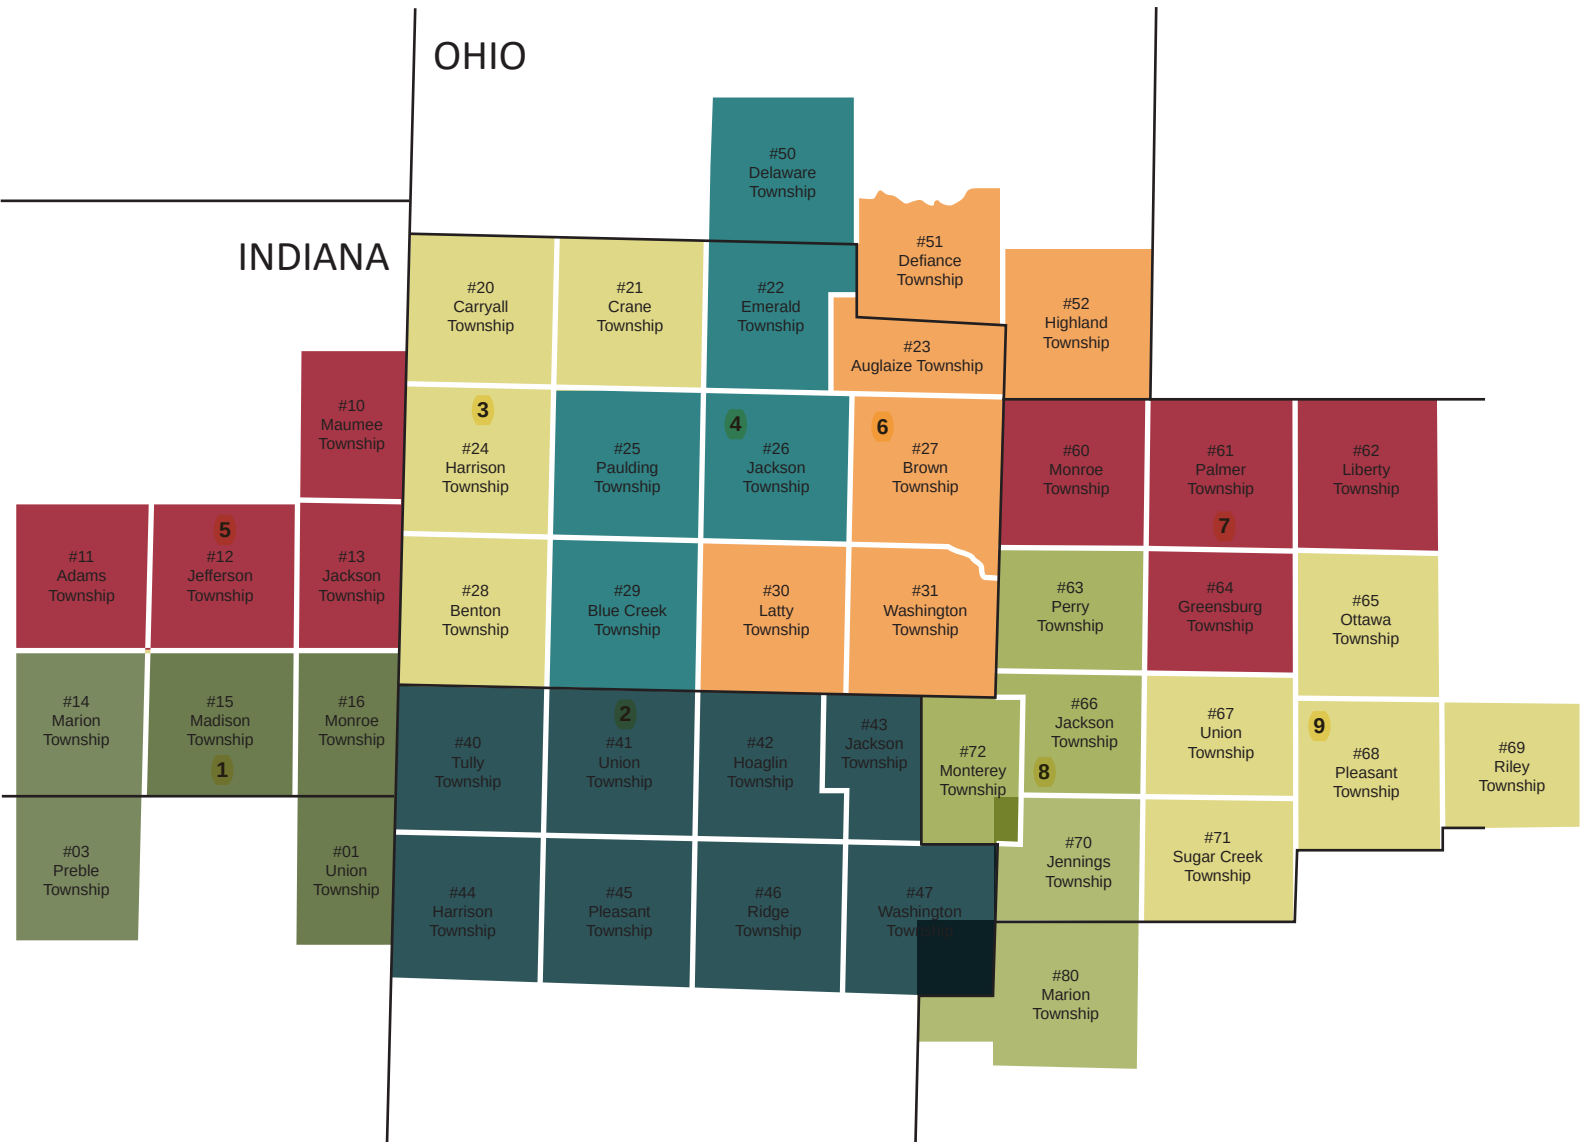 OHIO
INDIANA
#50
Delaware
Township
#51
Defiance
Township
#52
Highland
Township
#20
Carryall
Township
#21
Crane
Township
#22
Emerald
Township
#23
Auglaize Township
#10
Maumee
Township
3
#24
Harrison
Township
#25
Paulding
Township
4
#26
Jackson
Township
6
#27
Brown
Township
#60
Monroe
Township
#61
Palmer
Township
7
#62
Liberty
Township
#11
Adams
Township
5
#12
Jefferson
Township
#13
Jackson
Township
#28
Benton
Township
#29
Blue Creek
Township
#30
Latty
Township
#31
Washington
Township
#63
Perry
Township
#64
Greensburg
Township
#65
Ottawa
Township
#14
Marion
Township
#15
Madison
Township
1
#16
Monroe
Township
#40
Tully
Township
2
#41
Union
Township
#42
Hoaglin
Township
#43
Jackson
Township
#72
Monterey
Township
#66
Jackson
Township
8
#67
Union
Township
9
#68
Pleasant
Township
#69
Riley
Township
#03
Preble
Township
#01
Union
Township
#44
Harrison
Township
#45
Pleasant
Township
#46
Ridge
Township
#47
Washington
Township
#70
Jennings
Township
#71
Sugar Creek
Township
#80
Marion
Township